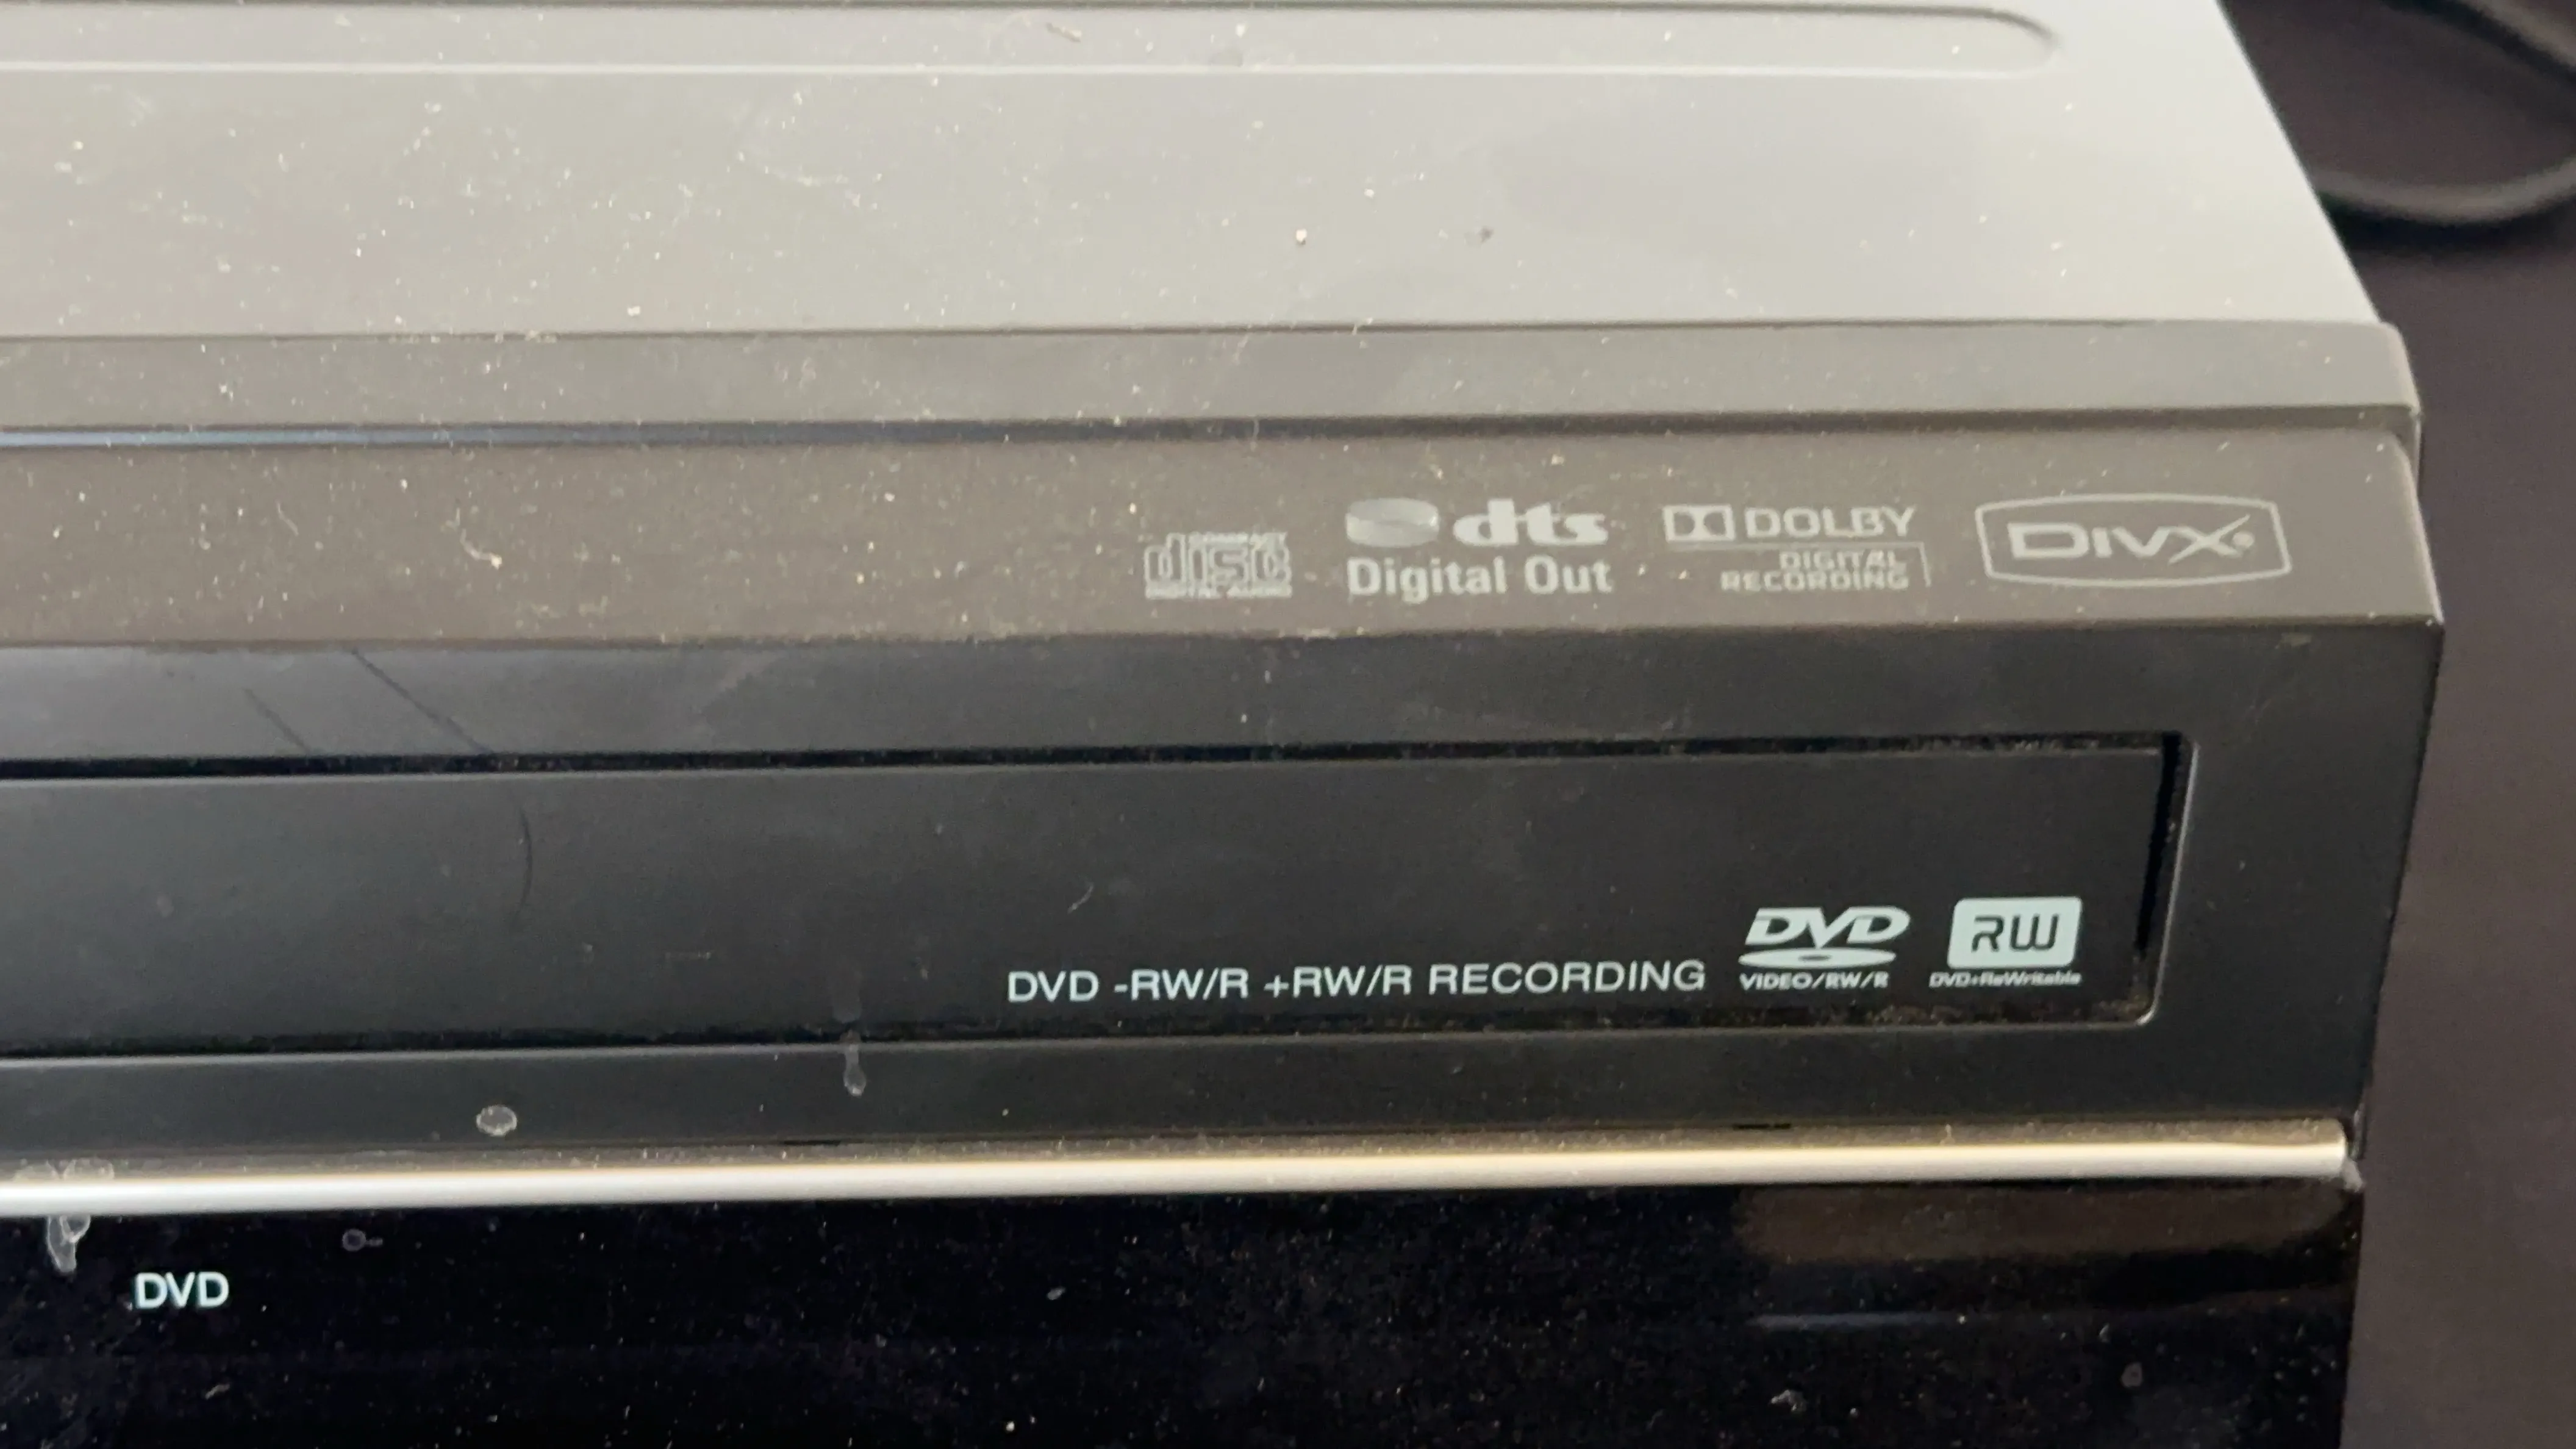 COMPACT
disc
DIGITAL AUDIO
dts
Digital Out
DOLBY
DIGITAL
RECORDING
DIVX
DVD -RW/R +RW/R RECORDING
DVD
VIDEO/RW/R
RW
DVD+ReWritable
DVD